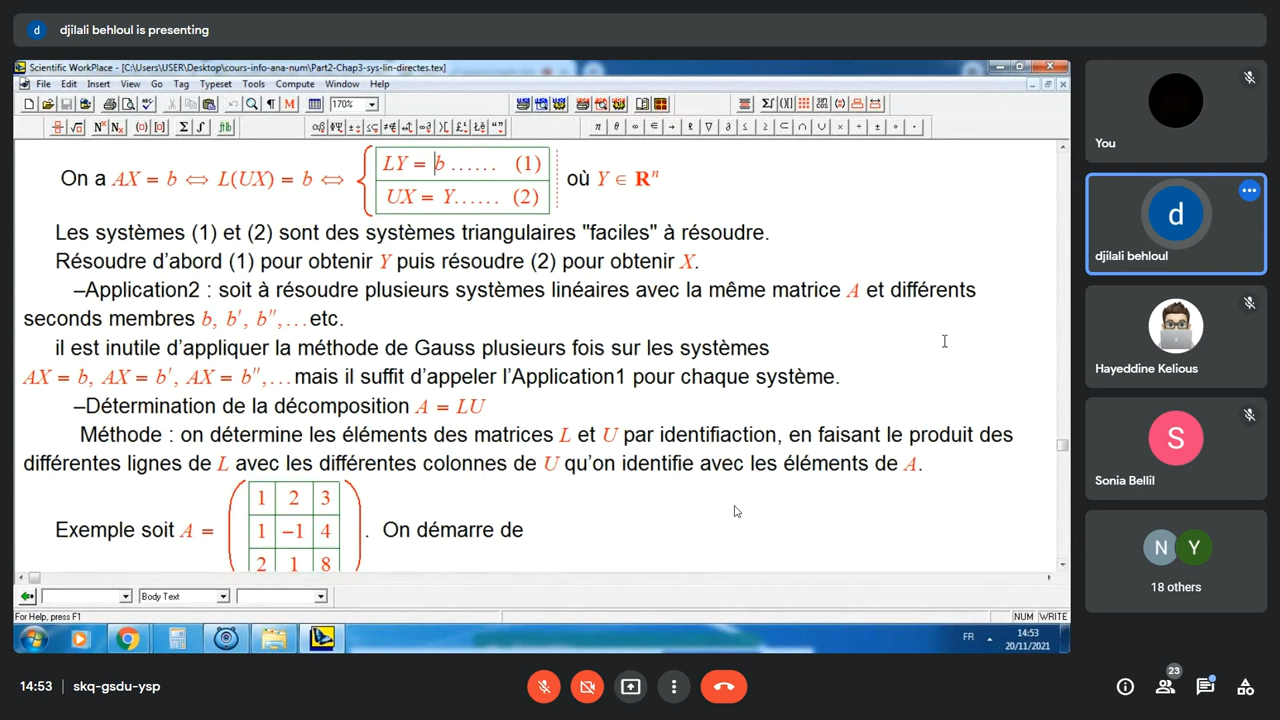 d djilali behloul is presenting
Scientific WorkPlace - [C:\Users\USER\Desktop\cours-info-ana-num\Part2-Chap3-sys-lin-directes.tex]
File Edit Insert View Go Tag Typeset Tools Compute Window Help
170%
On a AX = b ⟺ L(UX) = b ⟺ { LY = b ...... (1) où Y ∈ Rⁿ
UX = Y...... (2)
Les systèmes (1) et (2) sont des systèmes triangulaires "faciles" à résoudre.
Résoudre d'abord (1) pour obtenir Y puis résoudre (2) pour obtenir X.
–Application2 : soit à résoudre plusieurs systèmes linéaires avec la même matrice A et différents
seconds membres b, b′, b″,...etc.
il est inutile d'appliquer la méthode de Gauss plusieurs fois sur les systèmes
AX = b, AX = b′, AX = b″,...mais il suffit d'appeler l'Application1 pour chaque système.
–Détermination de la décomposition A = LU
Méthode : on détermine les éléments des matrices L et U par identifiaction, en faisant le produit des
différentes lignes de L avec les différentes colonnes de U qu'on identifie avec les éléments de A.
1 2 3
Exemple soit A = ( 1 −1 4 ). On démarre de
2 1 8
Body Text
For Help, press F1
NUM WRITE
FR
14:53
20/11/2021
You
d
djilali behloul
Hayeddine Kelious
S
Sonia Bellil
N Y
18 others
14:53 | skq-gsdu-ysp
23